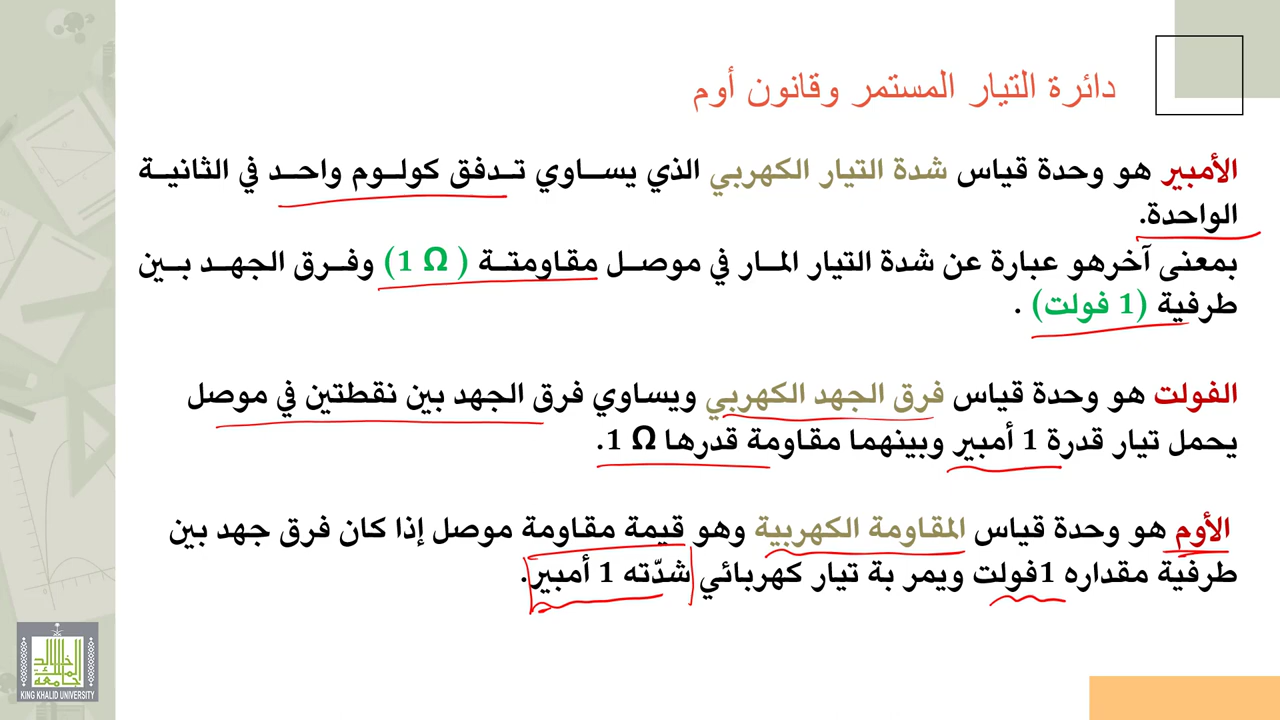 دائرة التيار المستمر وقانون أوم
الأمبير هو وحدة قياس شدة التيار الكهربي الذي يساوي تدفق كولوم واحد في الثانية
الواحدة.
بمعنى آخرهو عبارة عن شدة التيار المار في موصل مقاومتة ( 1 Ω) وفرق الجهد بين
طرفية (1 فولت) .
الفولت هو وحدة قياس فرق الجهد الكهربي ويساوي فرق الجهد بين نقطتين في موصل
يحمل تيار قدرة 1 أمبير وبينهما مقاومة قدرها 1 Ω.
الأوم هو وحدة قياس المقاومة الكهربية وهو قيمة مقاومة موصل إذا كان فرق جهد بين
طرفية مقداره 1فولت ويمر بة تيار كهربائي شدّته 1 أمبير.
جامعة الملك خالد
KING KHALID UNIVERSITY